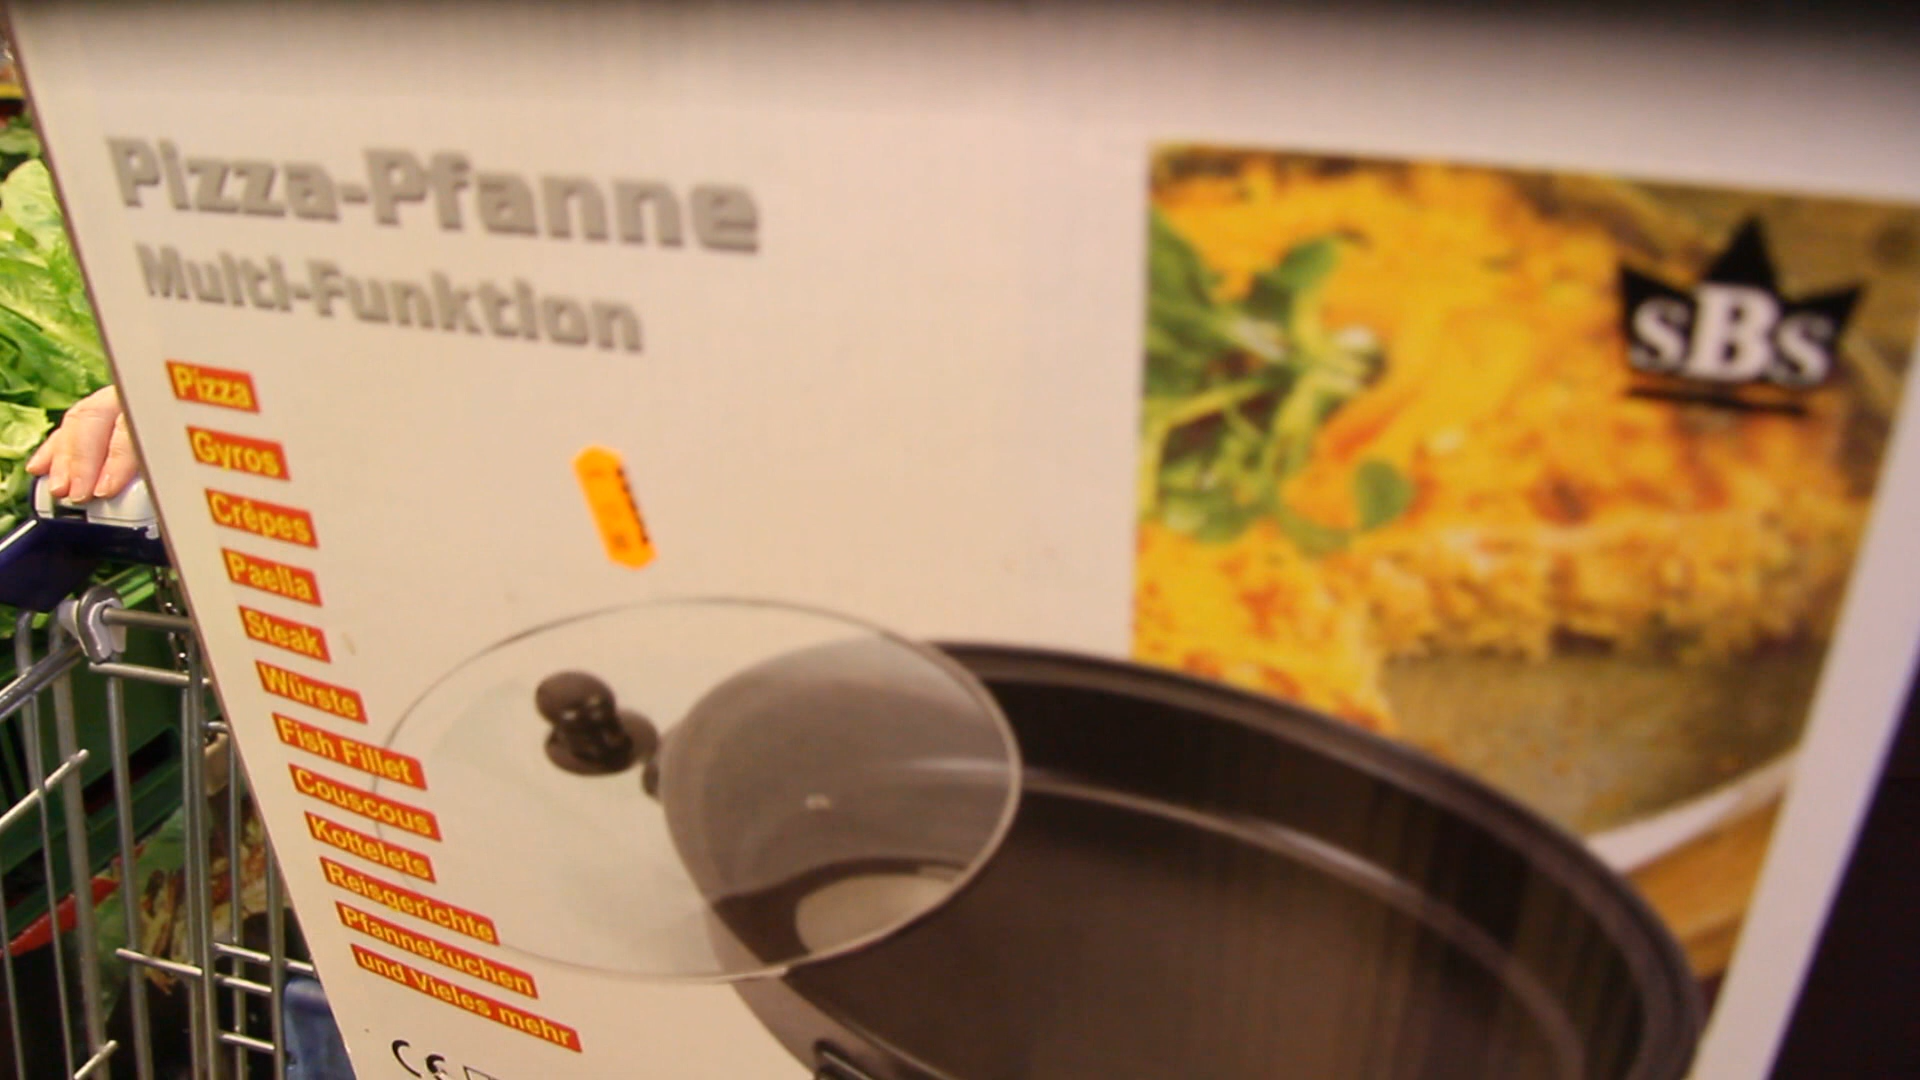 Pizza-Pfanne
Multi-Funktion
SBS
Pizza
Gyros
Crêpes
Paella
Steak
Würste
Fish Fillet
Couscous
Kottelets
Reisgerichte
Pfannekuchen
und Vieles mehr
CE